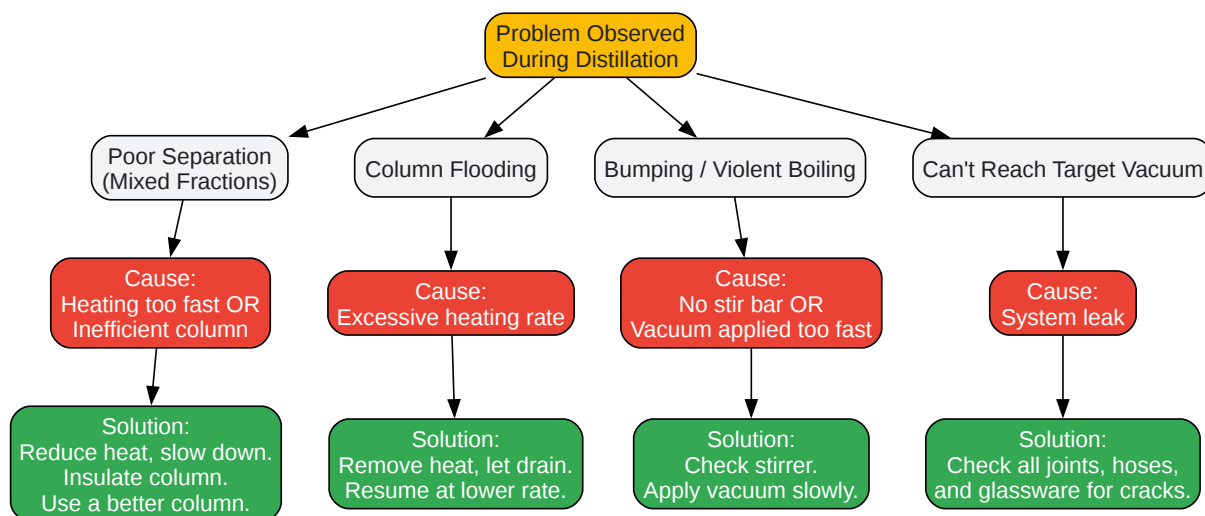 Problem Observed
During Distillation
Poor Separation
(Mixed Fractions)
Column Flooding
Bumping / Violent Boiling
Can't Reach Target Vacuum
Cause:
Heating too fast OR
Inefficient column
Cause:
Excessive heating rate
Cause:
No stir bar OR
Vacuum applied too fast
Cause:
System leak
Solution:
Reduce heat, slow down.
Insulate column.
Use a better column.
Solution:
Remove heat, let drain.
Resume at lower rate.
Solution:
Check stirrer.
Apply vacuum slowly.
Solution:
Check all joints, hoses,
and glassware for cracks.